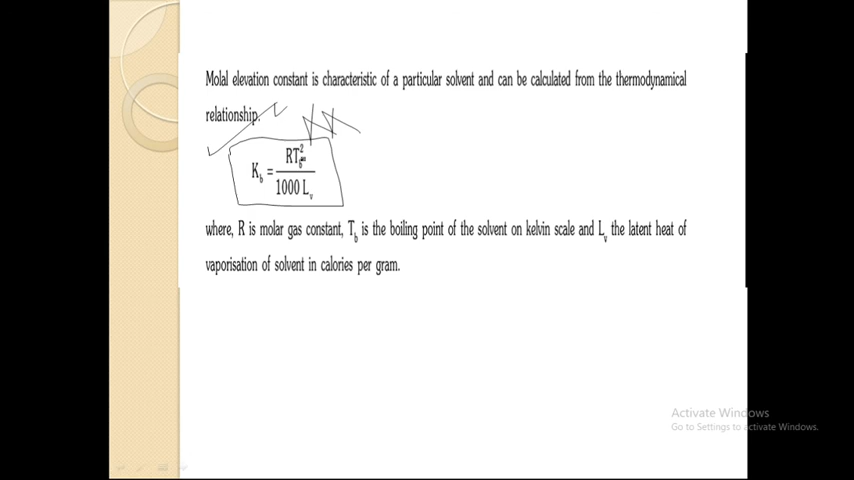 Molal elevation constant is characteristic of a particular solvent and can be calculated from the thermodynamical
relationship.
K_b = RT_b^2 / 1000 L_v
where, R is molar gas constant, T_b is the boiling point of the solvent on kelvin scale and L_v the latent heat of
vaporisation of solvent in calories per gram.
Activate Windows
Go to Settings to activate Windows.